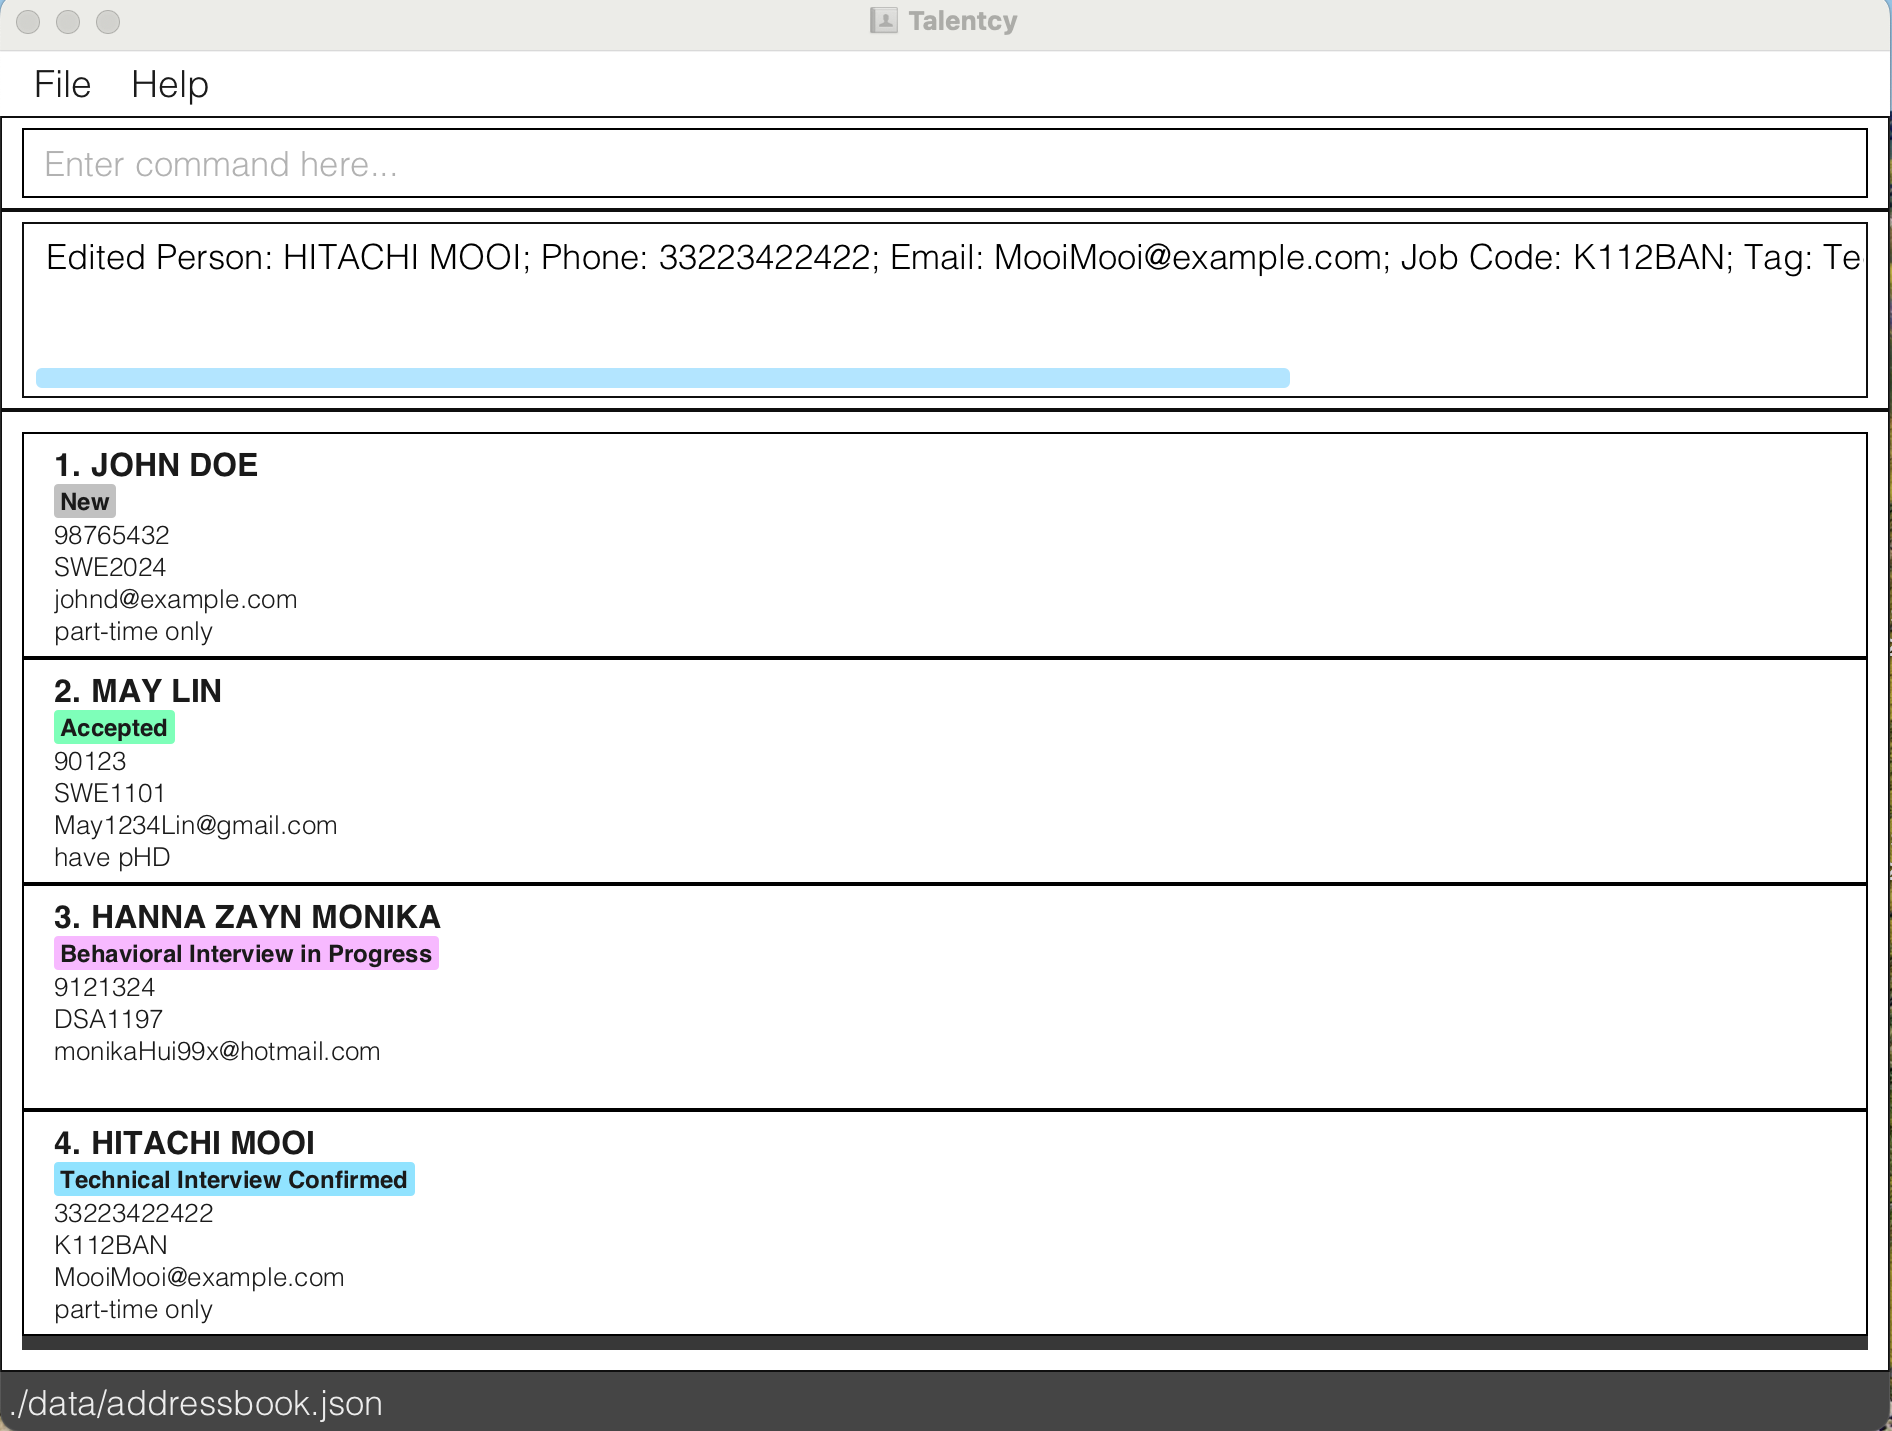 Talentcy
File Help
Enter command here...
Edited Person: HITACHI MOOI; Phone: 33223422422; Email: MooiMooi@example.com; Job Code: K112BAN; Tag: Te
1. JOHN DOE
New
98765432
SWE2024
johnd@example.com
part-time only
2. MAY LIN
Accepted
90123
SWE1101
May1234Lin@gmail.com
have pHD
3. HANNA ZAYN MONIKA
Behavioral Interview in Progress
9121324
DSA1197
monikaHui99x@hotmail.com
4. HITACHI MOOI
Technical Interview Confirmed
33223422422
K112BAN
MooiMooi@example.com
part-time only
./data/addressbook.json